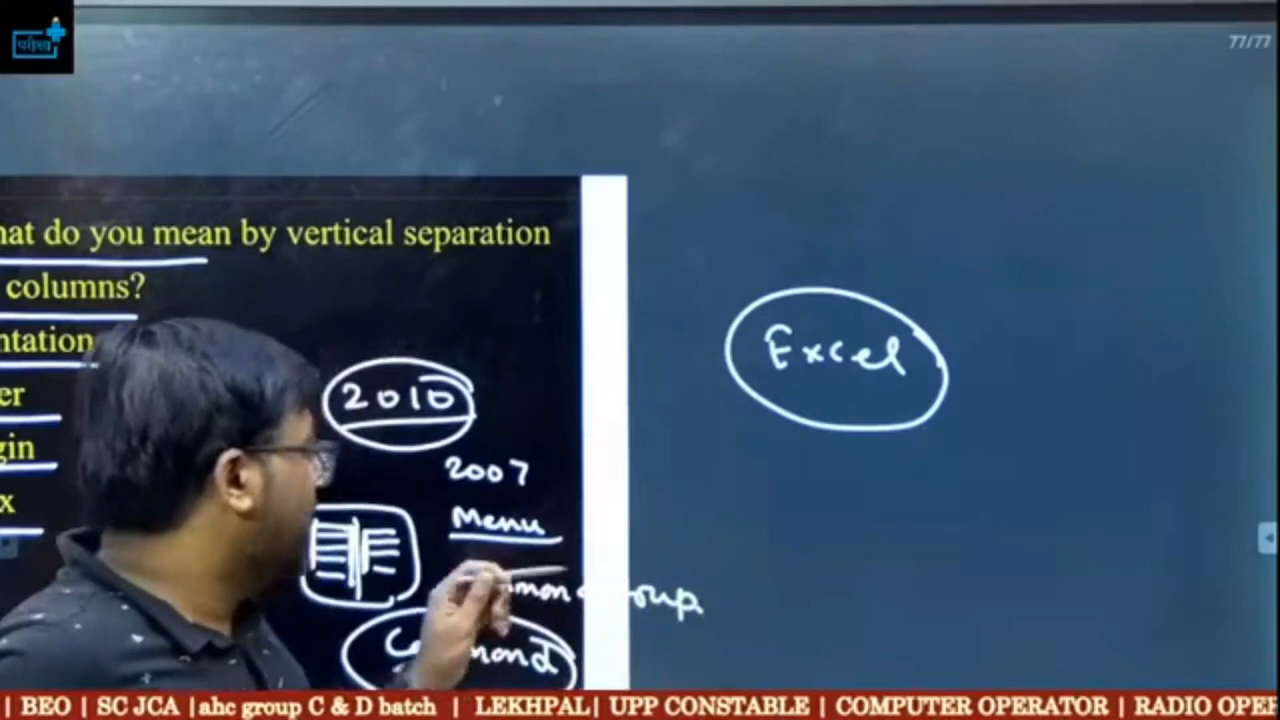 परीक्षा
77/77
hat do you mean by vertical separation
columns?
ntation
er
gin
x
2010
2007
Menu
oup
Excel
| BEO | SC JCA |ahc group C & D batch | LEKHPAL| UPP CONSTABLE | COMPUTER OPERATOR | RADIO OPER